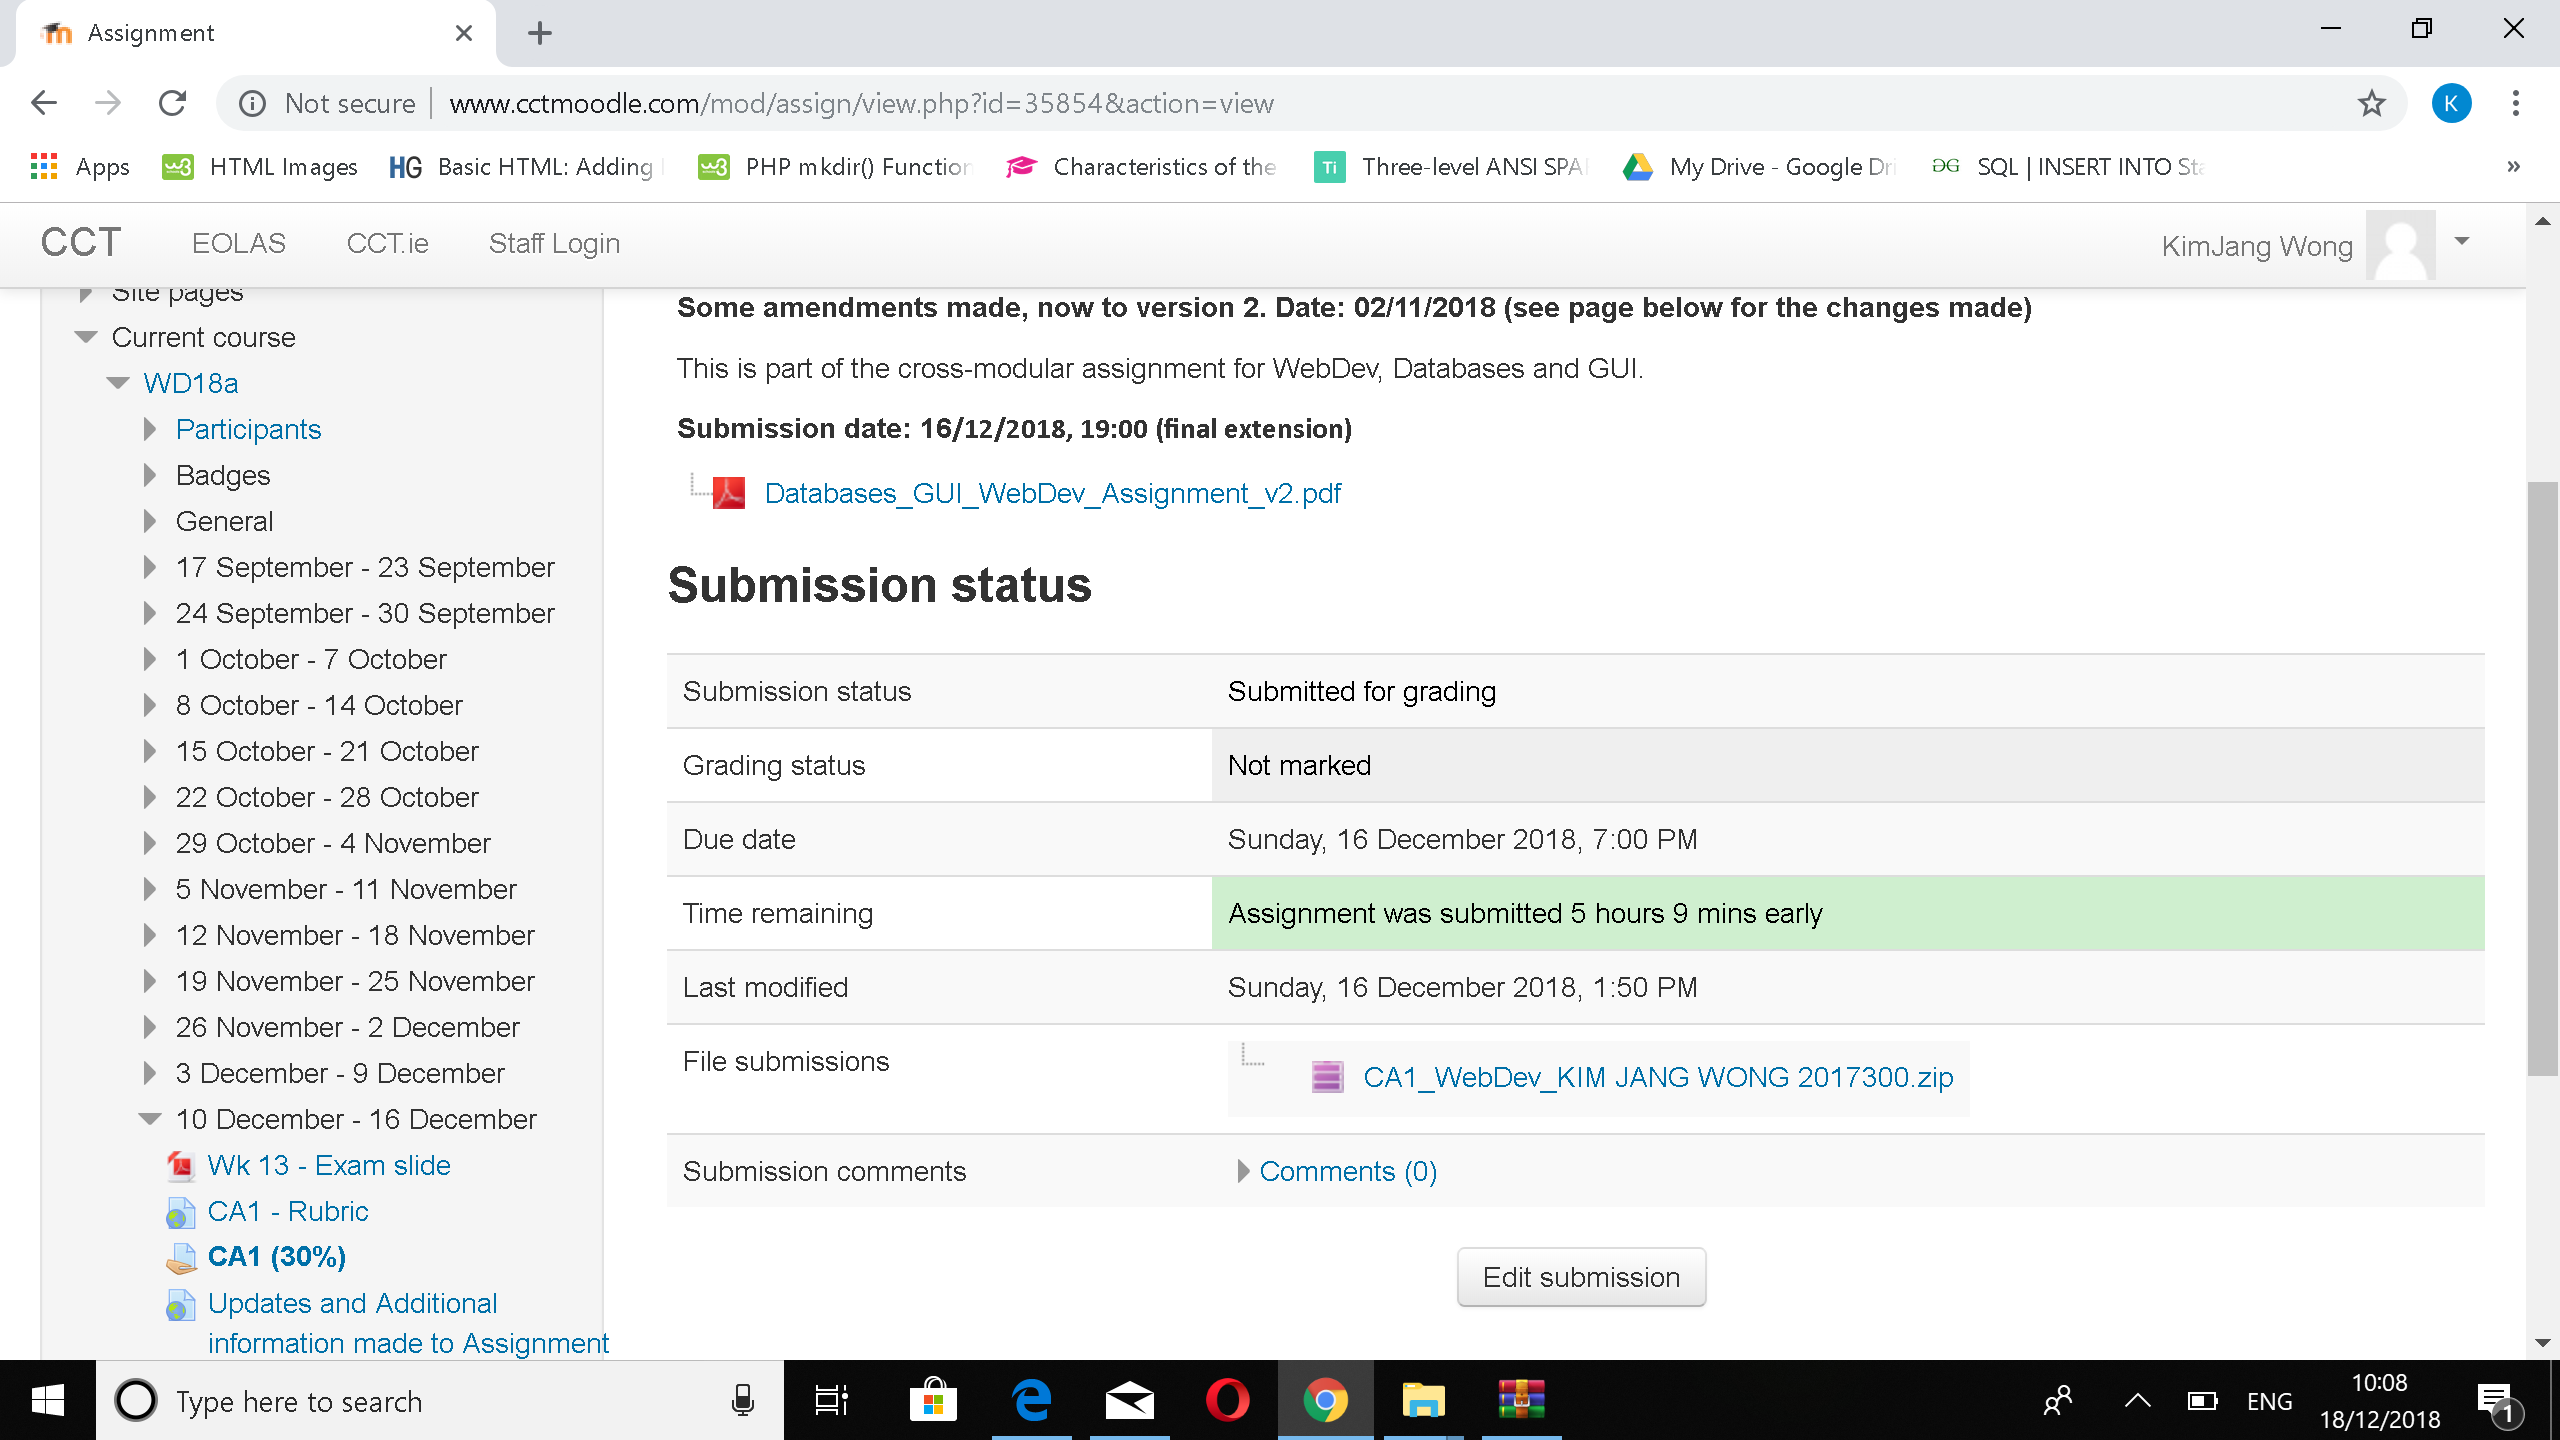 Assignment
Not secure
www.cctmoodle.com/mod/assign/view.php?id=35854&action=view
K
Apps
HTML Images
Basic HTML: Adding
PHP mkdir() Function
Characteristics of the
Three-level ANSI SPA
My Drive - Google Dri
SQL | INSERT INTO Sta
»
CCT
EOLAS
CCT.ie
Staff Login
KimJang Wong
Site pages
Current course
WD18a
Participants
Badges
General
17 September - 23 September
24 September - 30 September
1 October - 7 October
8 October - 14 October
15 October - 21 October
22 October - 28 October
29 October - 4 November
5 November - 11 November
12 November - 18 November
19 November - 25 November
26 November - 2 December
3 December - 9 December
10 December - 16 December
Wk 13 - Exam slide
CA1 - Rubric
CA1 (30%)
Updates and Additional
information made to Assignment
Some amendments made, now to version 2. Date: 02/11/2018 (see page below for the changes made)
This is part of the cross-modular assignment for WebDev, Databases and GUI.
Submission date: 16/12/2018, 19:00 (final extension)
Databases_GUI_WebDev_Assignment_v2.pdf
Submission status
Submission status Submitted for grading
Grading status Not marked
Due date Sunday, 16 December 2018, 7:00 PM
Time remaining Assignment was submitted 5 hours 9 mins early
Last modified Sunday, 16 December 2018, 1:50 PM
File submissions CA1_WebDev_KIM JANG WONG 2017300.zip
Submission comments Comments (0)
Edit submission
Type here to search
ENG
10:08
18/12/2018
1